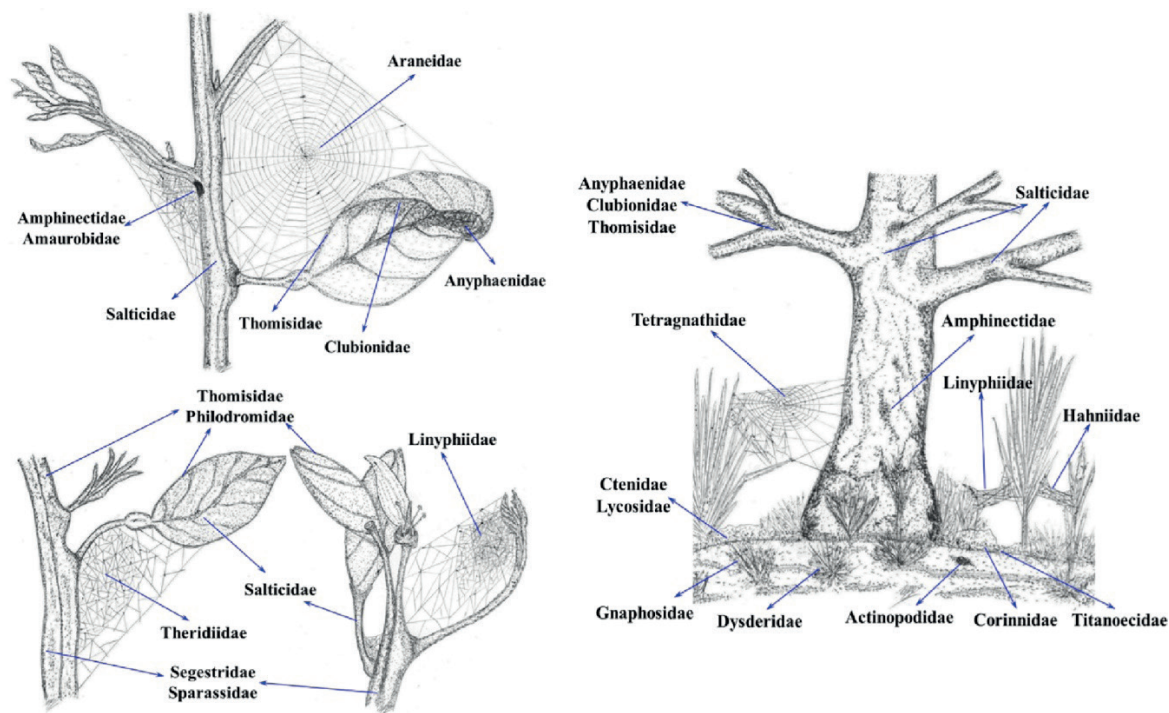 Araneidae
Amphinectidae
Amaurobidae
Anyphaenidae
Salticidae
Thomisidae
Clubionidae
Thomisidae
Philodromidae
Linyphiidae
Salticidae
Theridiidae
Segestridae
Sparassidae
Anyphaenidae
Clubionidae
Thomisidae
Salticidae
Tetragnathidae
Amphinectidae
Linyphiidae
Hahniidae
Ctenidae
Lycosidae
Gnaphosidae
Dysderidae
Actinopodidae
Corinnidae
Titanoecidae